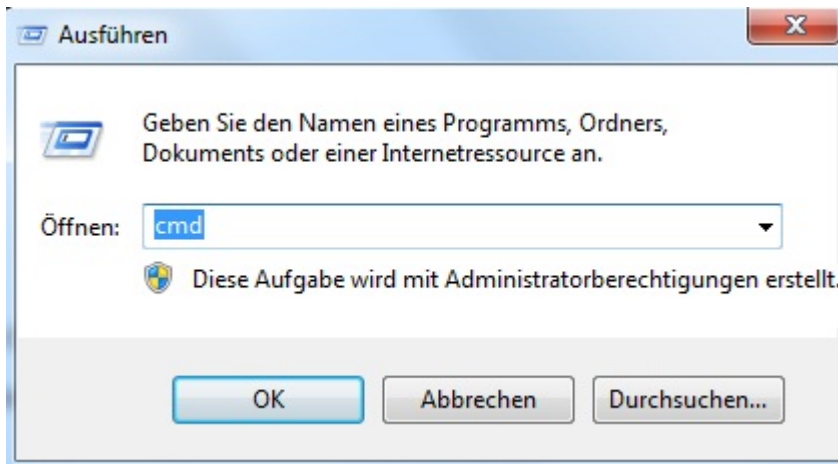 Ausführen
Geben Sie den Namen eines Programms, Ordners,
Dokuments oder einer Internetressource an.
Öffnen: cmd
Diese Aufgabe wird mit Administratorberechtigungen erstellt.
OK Abbrechen Durchsuchen...